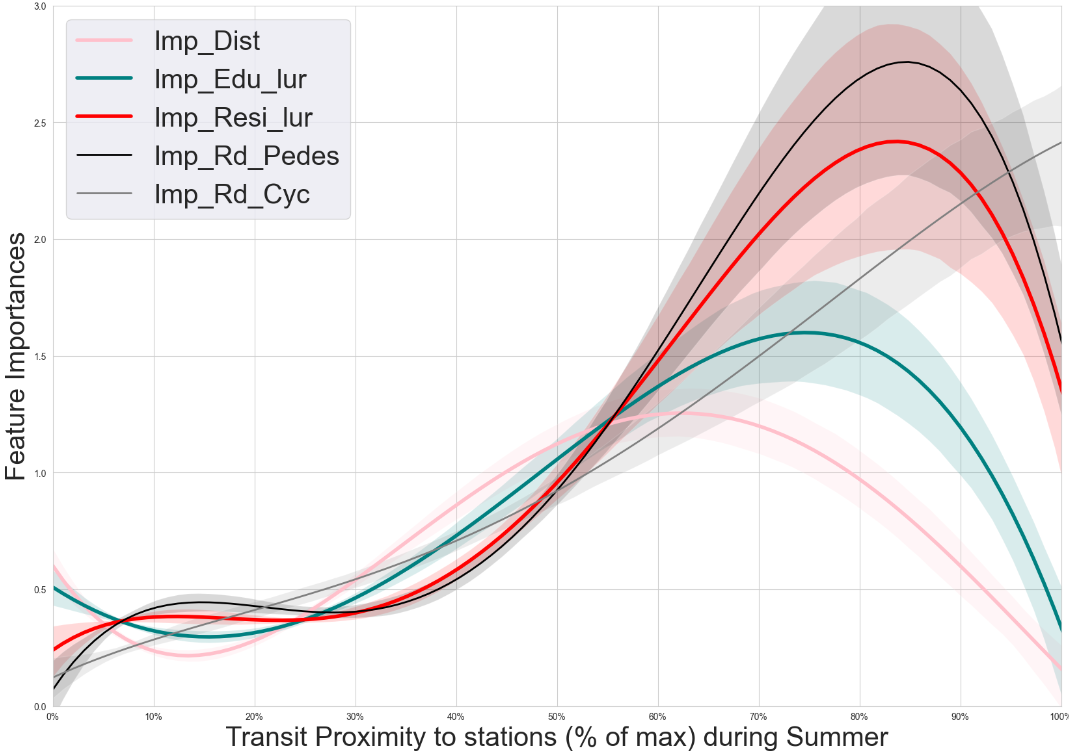 3.0
2.5
2.0
1.5
1.0
0.5
0.0
Feature Importances
Imp_Dist
Imp_Edu_lur
Imp_Resi_lur
Imp_Rd_Pedes
Imp_Rd_Cyc
0% 10% 20% 30% 40% 50% 60% 70% 80% 90% 100%
Transit Proximity to stations (% of max) during Summer